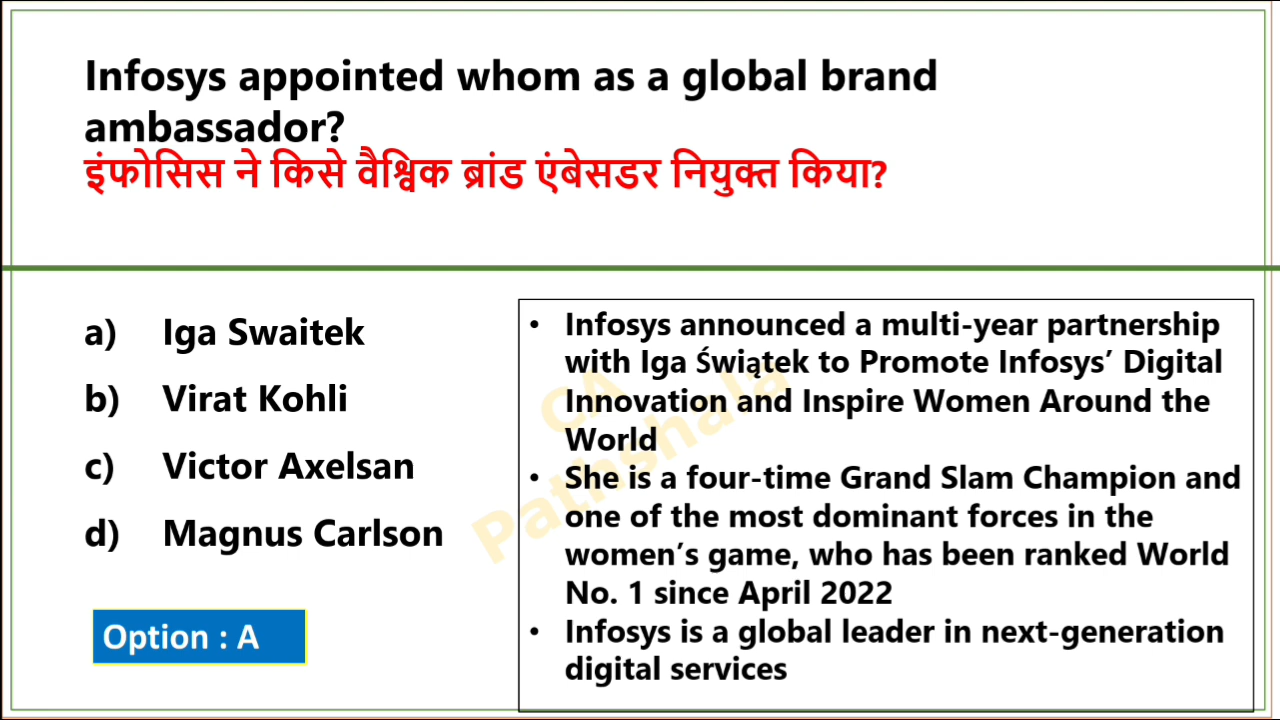 Infosys appointed whom as a global brand
ambassador?
इंफोसिस ने किसे वैश्विक ब्रांड एंबेसडर नियुक्त किया?
a) Iga Swaitek
b) Virat Kohli
c) Victor Axelsan
d) Magnus Carlson
Option : A
• Infosys announced a multi-year partnership
with Iga Świątek to Promote Infosys’ Digital
Innovation and Inspire Women Around the
World
• She is a four-time Grand Slam Champion and
one of the most dominant forces in the
women’s game, who has been ranked World
No. 1 since April 2022
• Infosys is a global leader in next-generation
digital services
CA
Pathshala